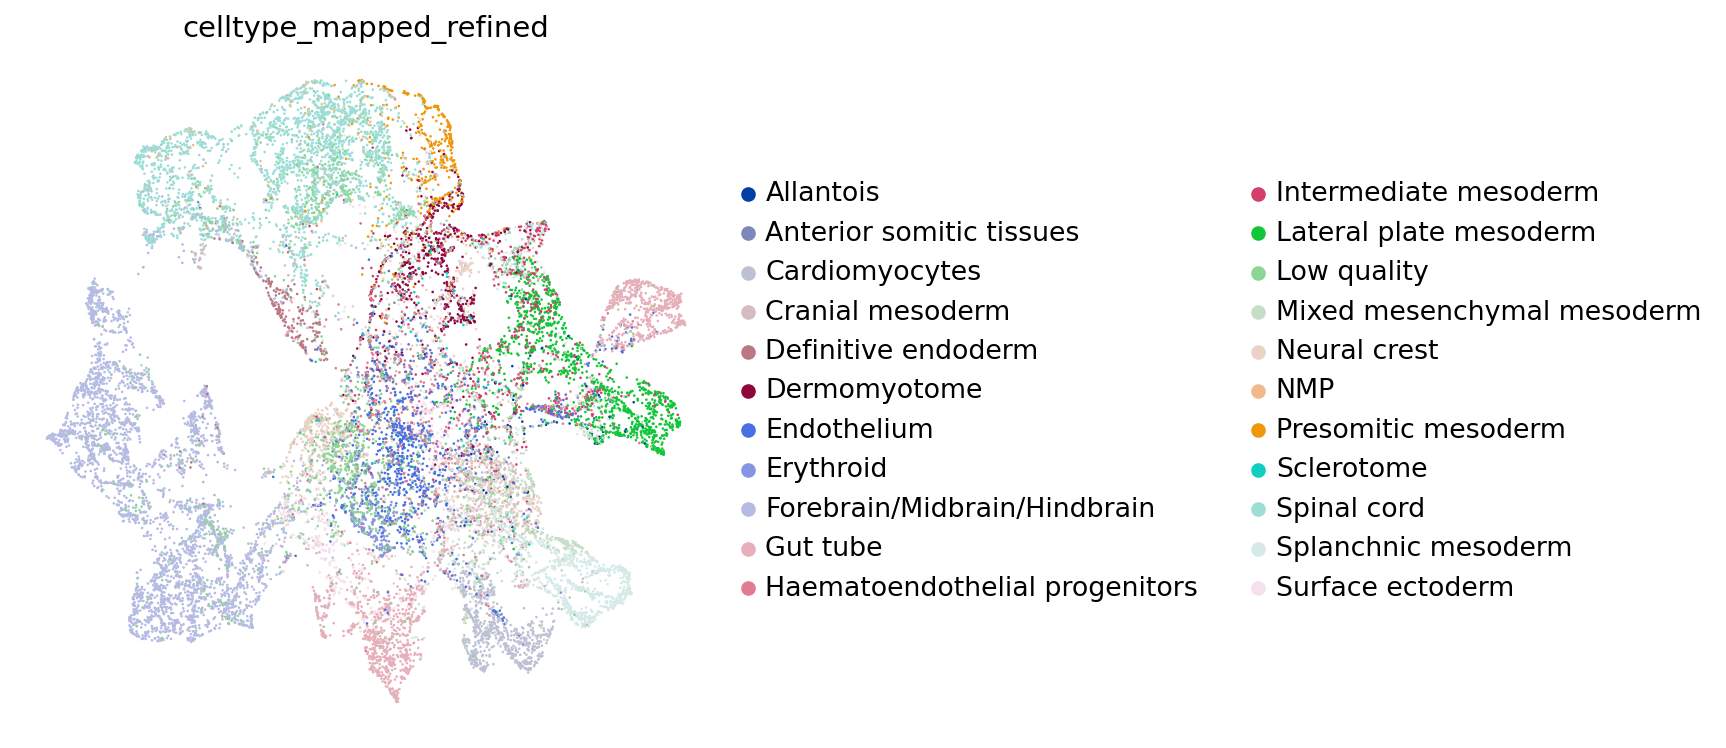 celltype_mapped_refined
Allantois
Anterior somitic tissues
Cardiomyocytes
Cranial mesoderm
Definitive endoderm
Dermomyotome
Endothelium
Erythroid
Forebrain/Midbrain/Hindbrain
Gut tube
Haematoendothelial progenitors
Intermediate mesoderm
Lateral plate mesoderm
Low quality
Mixed mesenchymal mesoderm
Neural crest
NMP
Presomitic mesoderm
Sclerotome
Spinal cord
Splanchnic mesoderm
Surface ectoderm